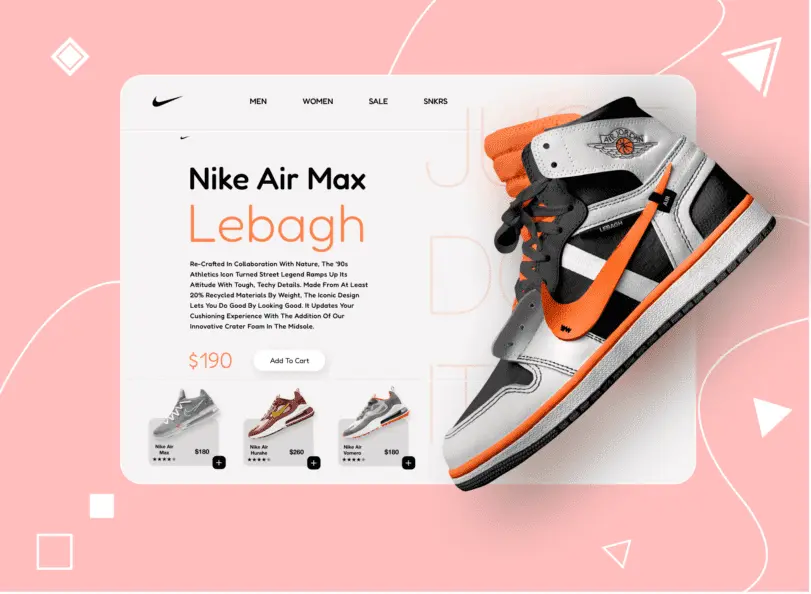 MEN WOMEN SALE SNKRS
JUST
DO
IT
Nike Air Max
Lebagh
Re-Crafted In Collaboration With Nature, The '90s
Athletics Icon Turned Street Legend Ramps Up Its
Attitude With Tough, Techy Details. Made From At Least
20% Recycled Materials By Weight, The Iconic Design
Lets You Do Good By Looking Good. It Updates Your
Cushioning Experience With The Addition Of Our
Innovative Crater Foam In The Midsole.
$190
Add To Cart
AIR JORDAN
AIR
LEBAGH
Nike Air
Max
$180
Nike Air
Hurahe
$260
Nike Air
Vomero
$180